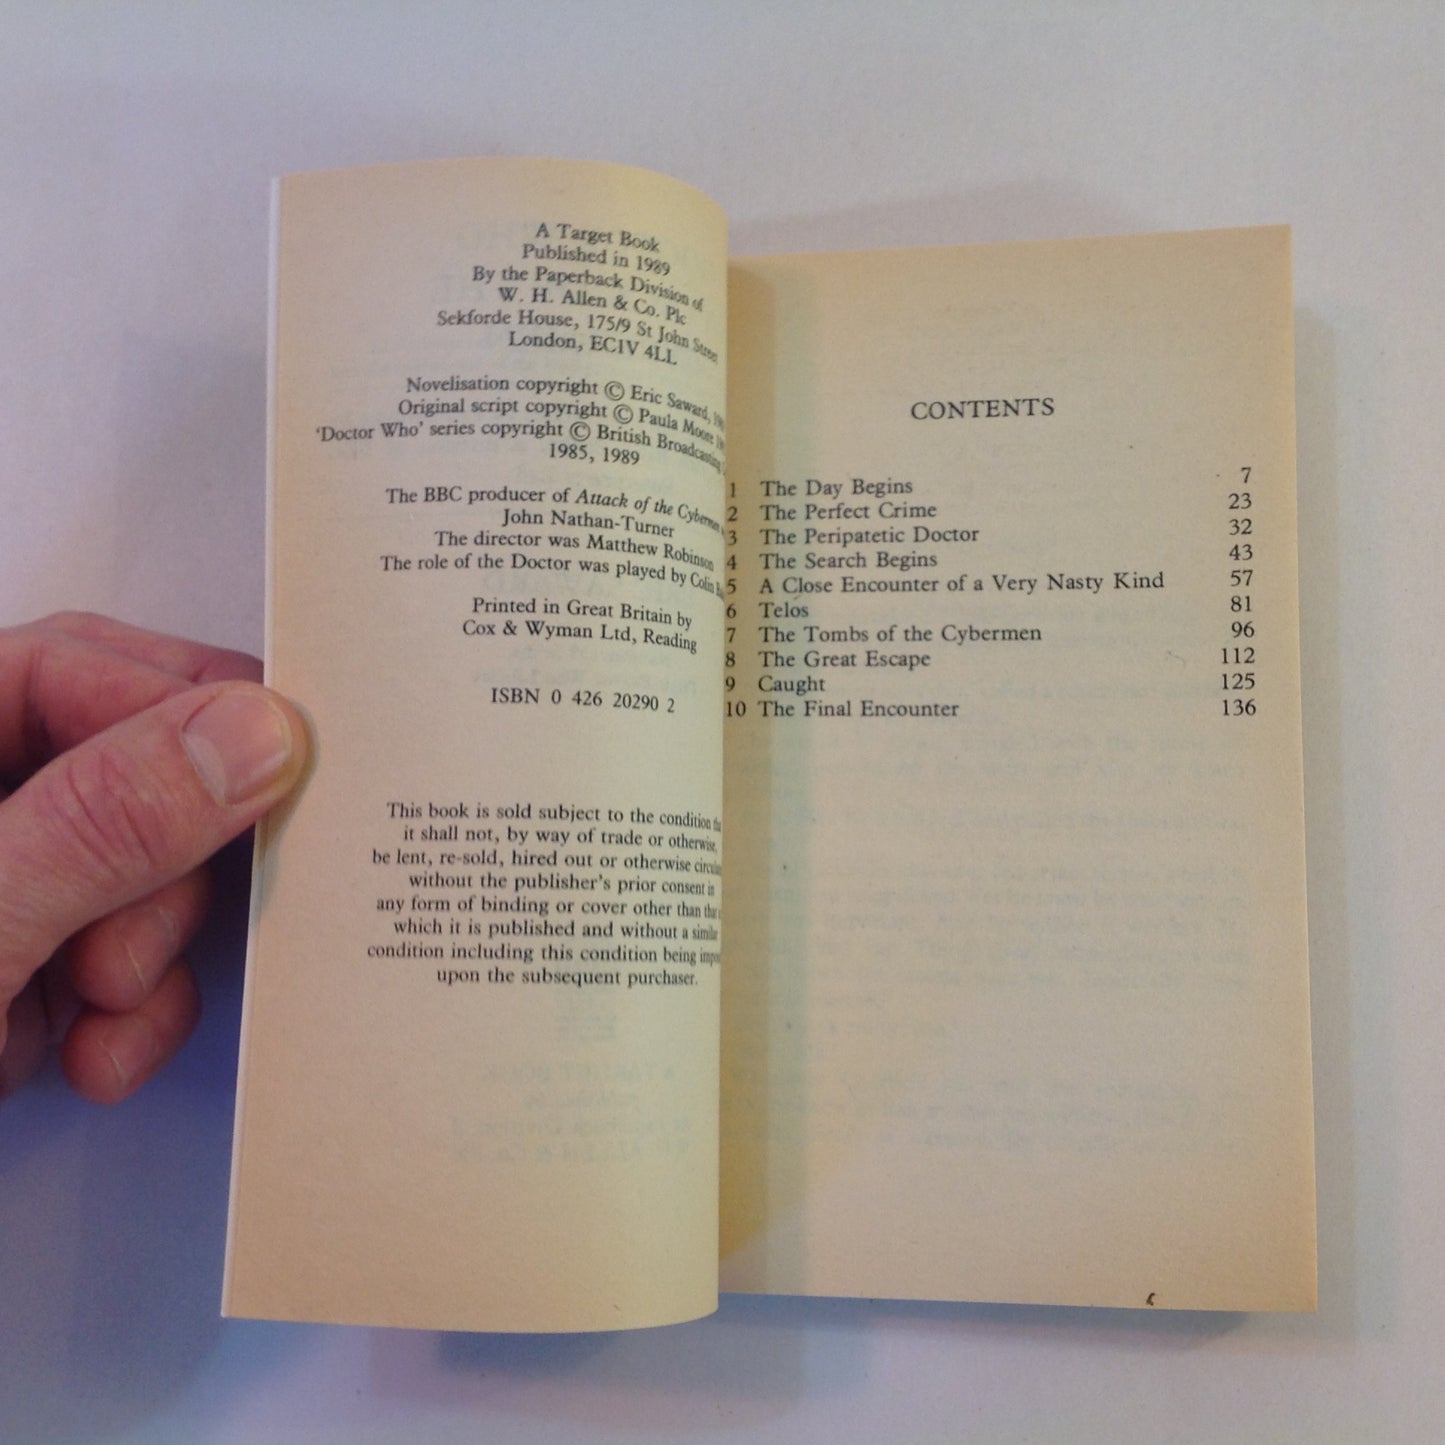 A Target Book
Published in 1989
By the Paperback Division of
W. H. Allen & Co. Plc
Sekforde House, 175/9 St John Street
London, EC1V 4LL
Novelisation copyright © Eric Saward,
Original script copyright © Paula Moore
'Doctor Who' series copyright © British Broadcasting
1985, 1989
The BBC producer of Attack of the Cybermen
John Nathan-Turner
The director was Matthew Robinson
The role of the Doctor was played by Colin
Printed in Great Britain by
Cox & Wyman Ltd, Reading
ISBN 0 426 20290 2
This book is sold subject to the condition
it shall not, by way of trade or otherwise,
be lent, re-sold, hired out or otherwise
without the publisher's prior consent in
any form of binding or cover other than
which it is published and without a similar
condition including this condition being
upon the subsequent purchaser.
CONTENTS
1 The Day Begins 7
2 The Perfect Crime 23
3 The Peripatetic Doctor 32
4 The Search Begins 43
5 A Close Encounter of a Very Nasty Kind 57
6 Telos 81
7 The Tombs of the Cybermen 96
8 The Great Escape 112
9 Caught 125
10 The Final Encounter 136